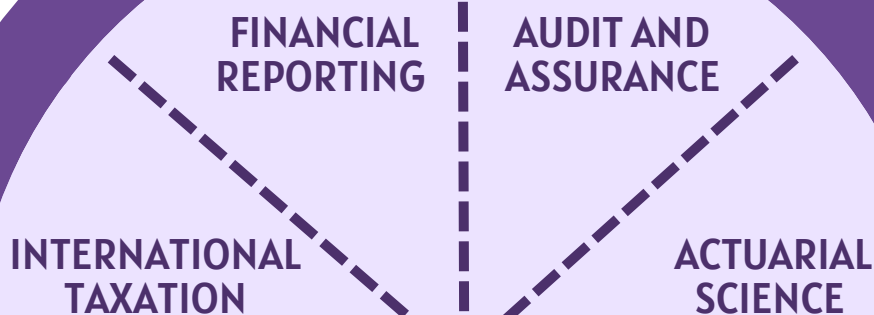 FINANCIAL
REPORTING
AUDIT AND
ASSURANCE
INTERNATIONAL
TAXATION
ACTUARIAL
SCIENCE